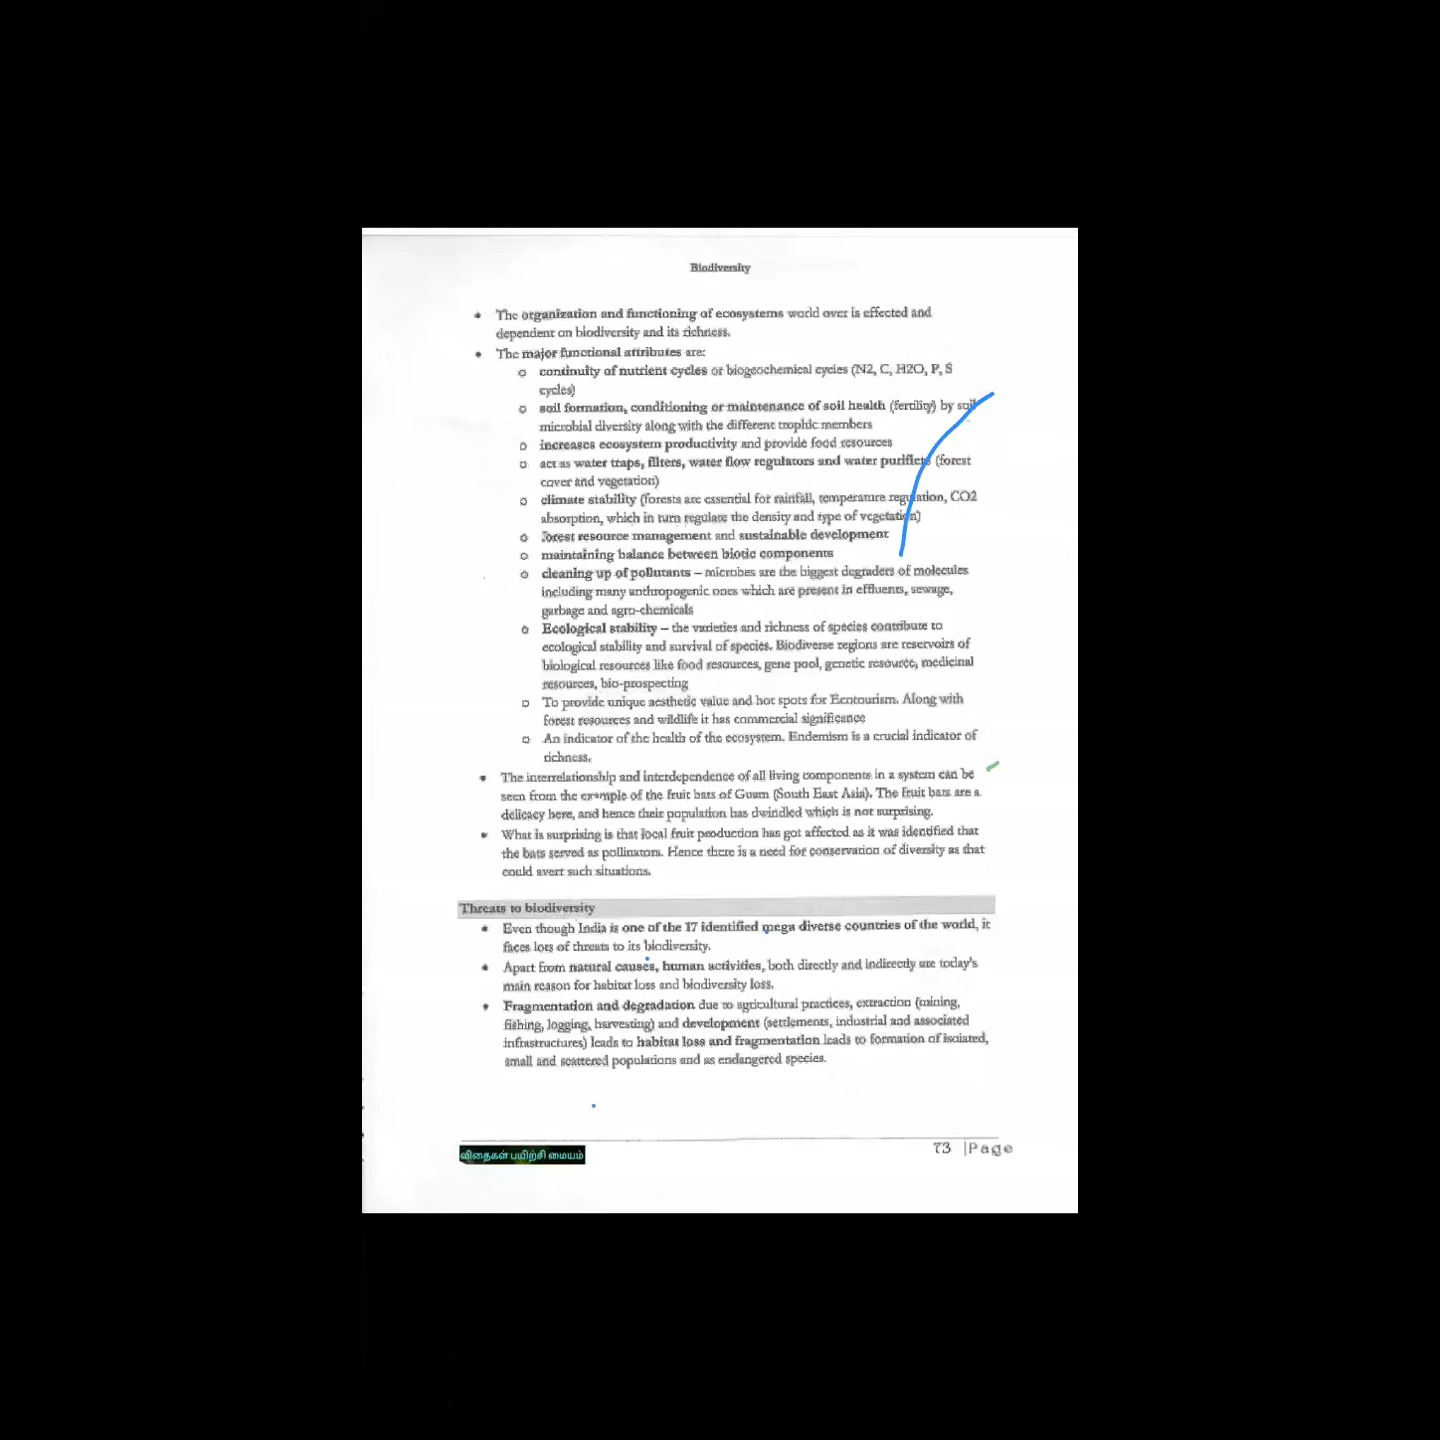 Biodiversity
• The organization and functioning of ecosystems world over is effected and
dependent on biodiversity and its richness.
• The major functional attributes are:
o continuity of nutrient cycles or biogeochemical cycles (N2, C, H2O, P, S
cycles)
o soil formation, conditioning or maintenance of soil health (fertility) by soil
microbial diversity along with the different trophic members
o increases ecosystem productivity and provide food resources
o act as water traps, filters, water flow regulators and water purifiers (forest
cover and vegetation)
o climate stability (forests are essential for rainfall, temperature regulation, CO2
absorption, which in turn regulate the density and type of vegetation)
o forest resource management and sustainable development
o maintaining balance between biotic components
o cleaning up of pollutants – microbes are the biggest degraders of molecules
including many anthropogenic ones which are present in effluents, sewage,
garbage and agro-chemicals
o Ecological stability – the varieties and richness of species contribute to
ecological stability and survival of species. Biodiverse regions are reservoirs of
biological resources like food resources, gene pool, genetic resource, medicinal
resources, bio-prospecting
o To provide unique aesthetic value and hot spots for Ecotourism. Along with
forest resources and wildlife it has commercial significance
o An indicator of the health of the ecosystem. Endemism is a crucial indicator of
richness.
• The interrelationship and interdependence of all living components in a system can be
seen from the example of the fruit bats of Guam (South East Asia). The fruit bats are a
delicacy here, and hence their population has dwindled which is not surprising.
• What is surprising is that local fruit production has got affected as it was identified that
the bats served as pollinators. Hence there is a need for conservation of diversity as that
could avert such situations.
Threats to biodiversity
• Even though India is one of the 17 identified mega diverse countries of the world, it
faces lots of threats to its biodiversity.
• Apart from natural causes, human activities, both directly and indirectly are today's
main reason for habitat loss and biodiversity loss.
• Fragmentation and degradation due to agricultural practices, extraction (mining,
fishing, logging, harvesting) and development (settlements, industrial and associated
infrastructures) leads to habitat loss and fragmentation leads to formation of isolated,
small and scattered populations and as endangered species.
விதைகள் பயிற்சி மையம்
73 |Page